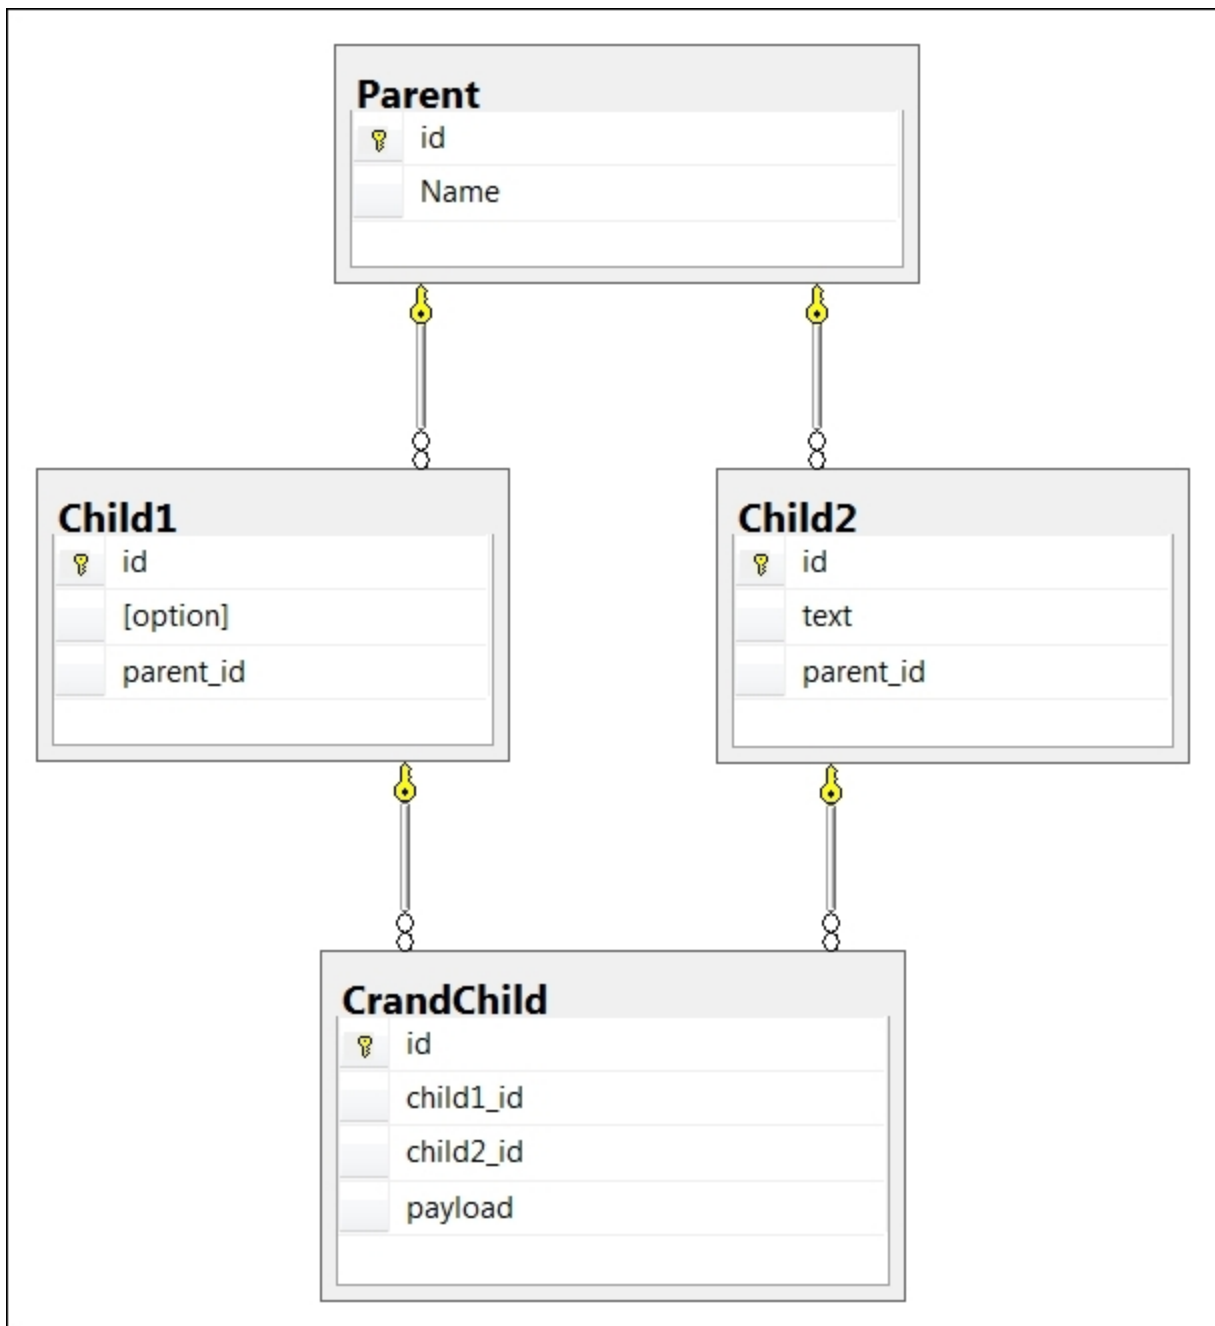 Parent
id
Name
Child1
id
[option]
parent_id
Child2
id
text
parent_id
CrandChild
id
child1_id
child2_id
payload